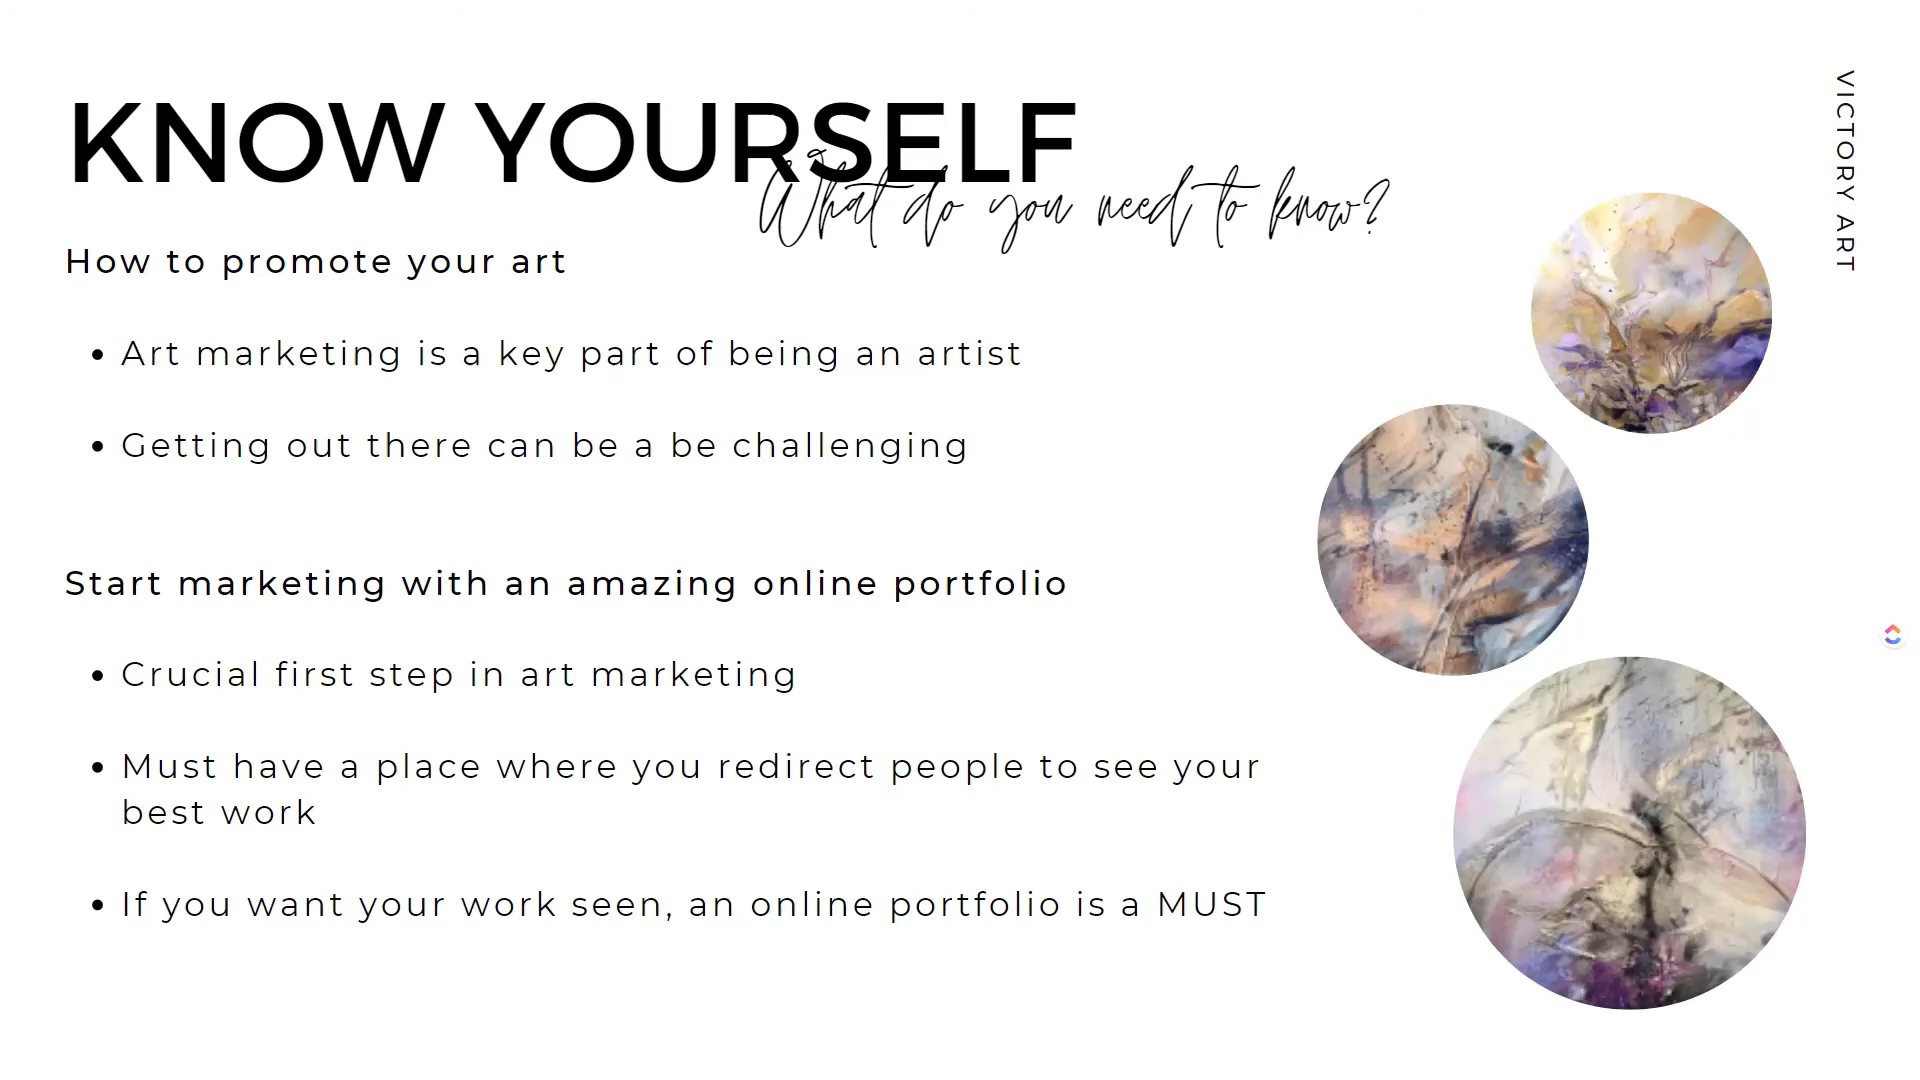 KNOW YOURSELF
What do you need to know?
How to promote your art
• Art marketing is a key part of being an artist
• Getting out there can be a be challenging
Start marketing with an amazing online portfolio
• Crucial first step in art marketing
• Must have a place where you redirect people to see your
best work
• If you want your work seen, an online portfolio is a MUST
VICTORY ART